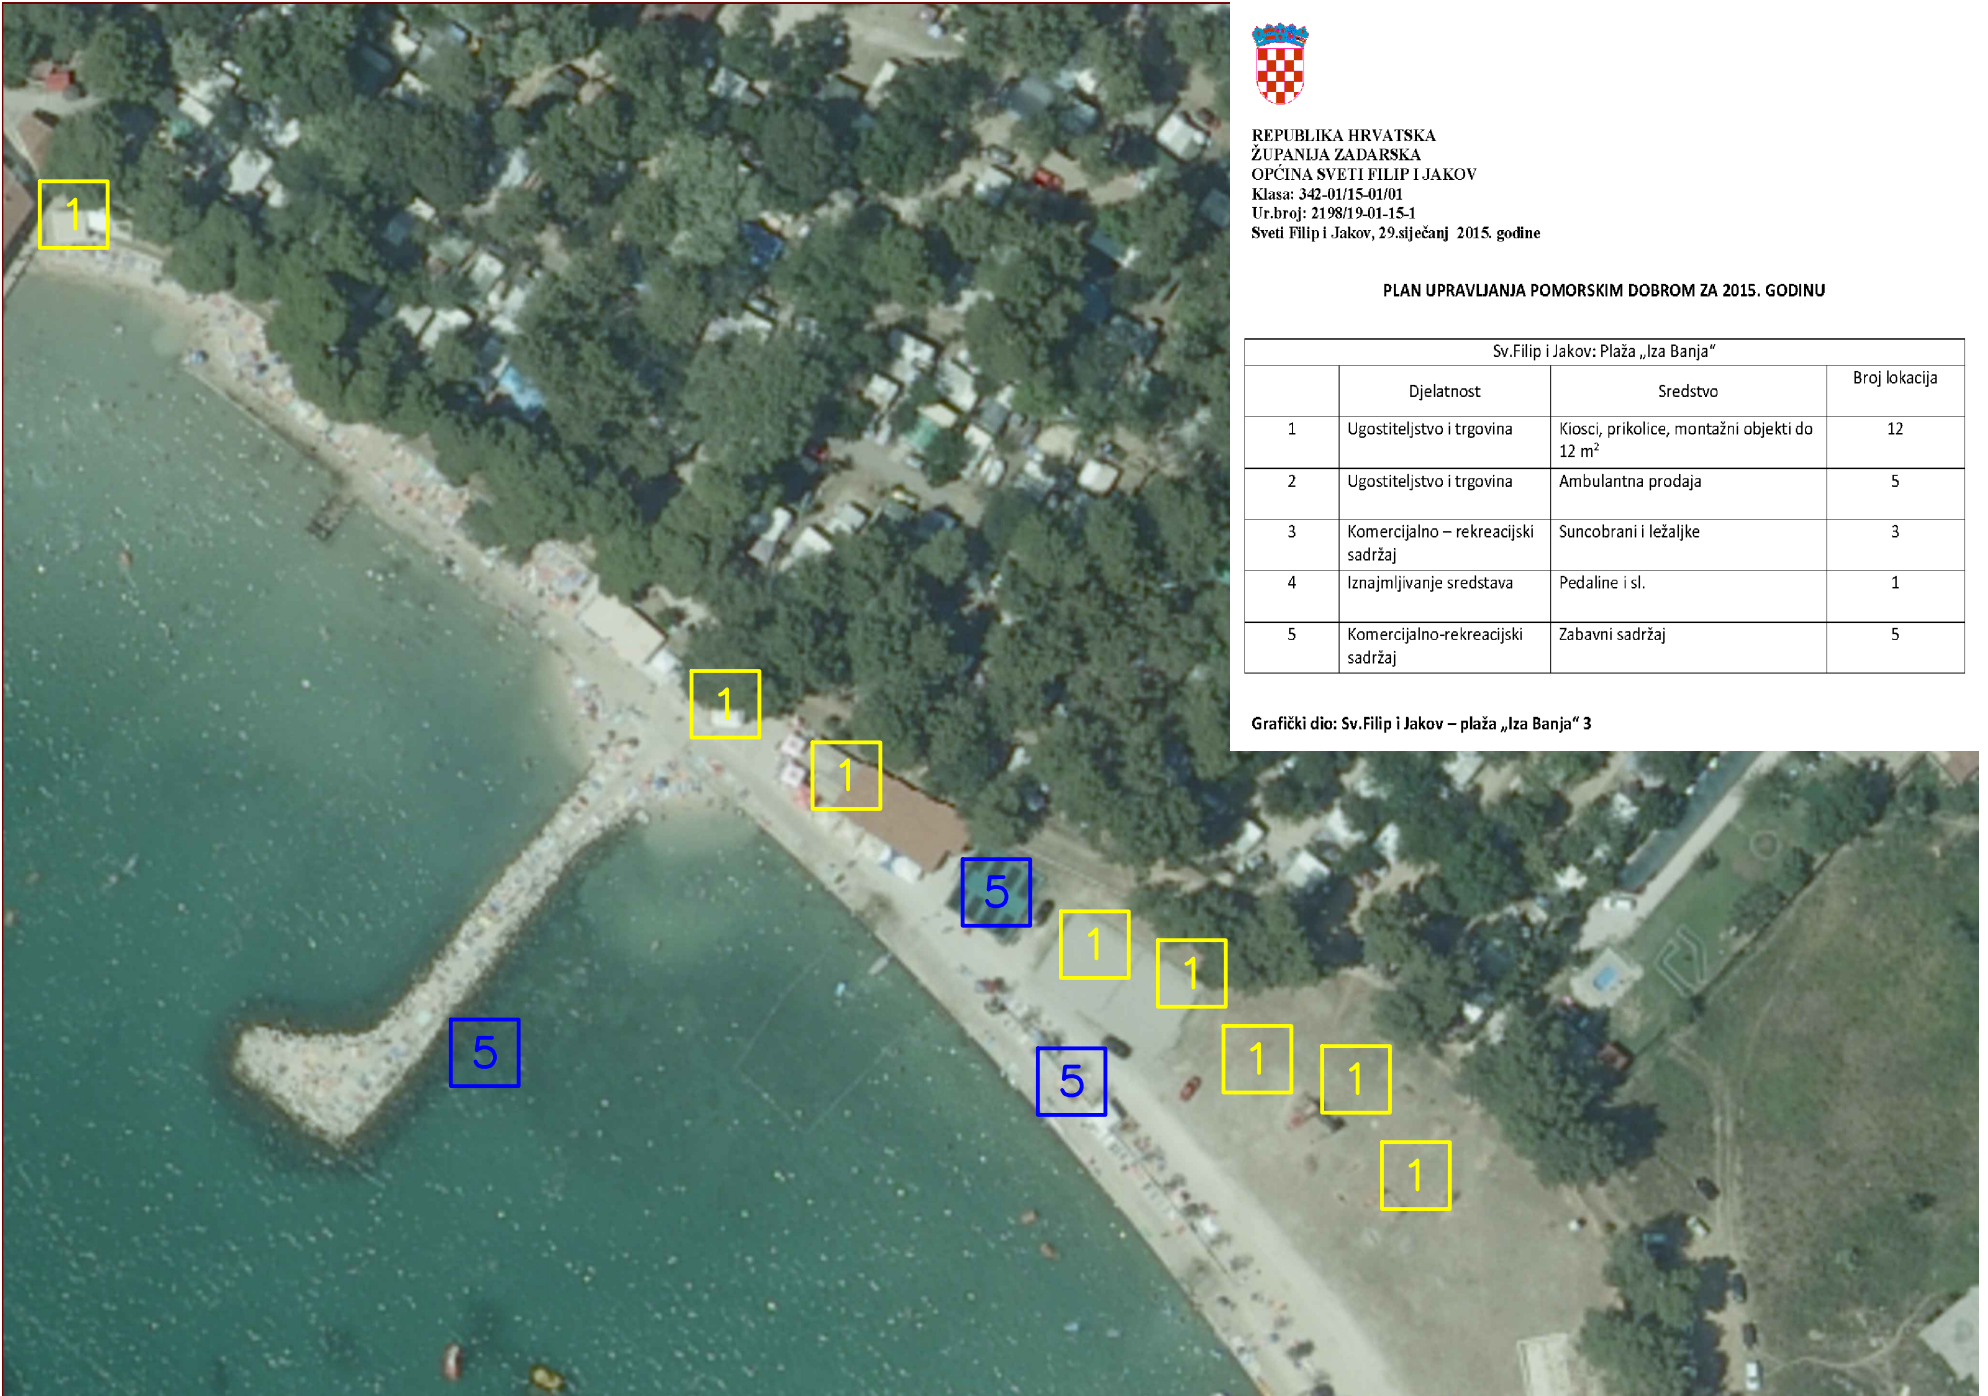 REPUBLIKA HRVATSKA
ŽUPANIJA ZADARSKA
OPĆINA SVETI FILIP I JAKOV
Klasa: 342-01/15-01/01
Ur.broj: 2198/19-01-15-1
Sveti Filip i Jakov, 29.siječanj 2015. godine
PLAN UPRAVLJANJA POMORSKIM DOBROM ZA 2015. GODINU
Sv.Filip i Jakov: Plaža „Iza Banja“
Djelatnost Sredstvo Broj lokacija
1 Ugostiteljstvo i trgovina Kiosci, prikolice, montažni objekti do 12
12 m²
2 Ugostiteljstvo i trgovina Ambulantna prodaja 5
3 Komercijalno – rekreacijski Suncobrani i ležaljke 3
sadržaj
4 Iznajmljivanje sredstava Pedaline i sl. 1
5 Komercijalno-rekreacijski Zabavni sadržaj 5
sadržaj
Grafički dio: Sv.Filip i Jakov – plaža „Iza Banja“ 3
1
1
1
5
1
1
5
1
5
1
1